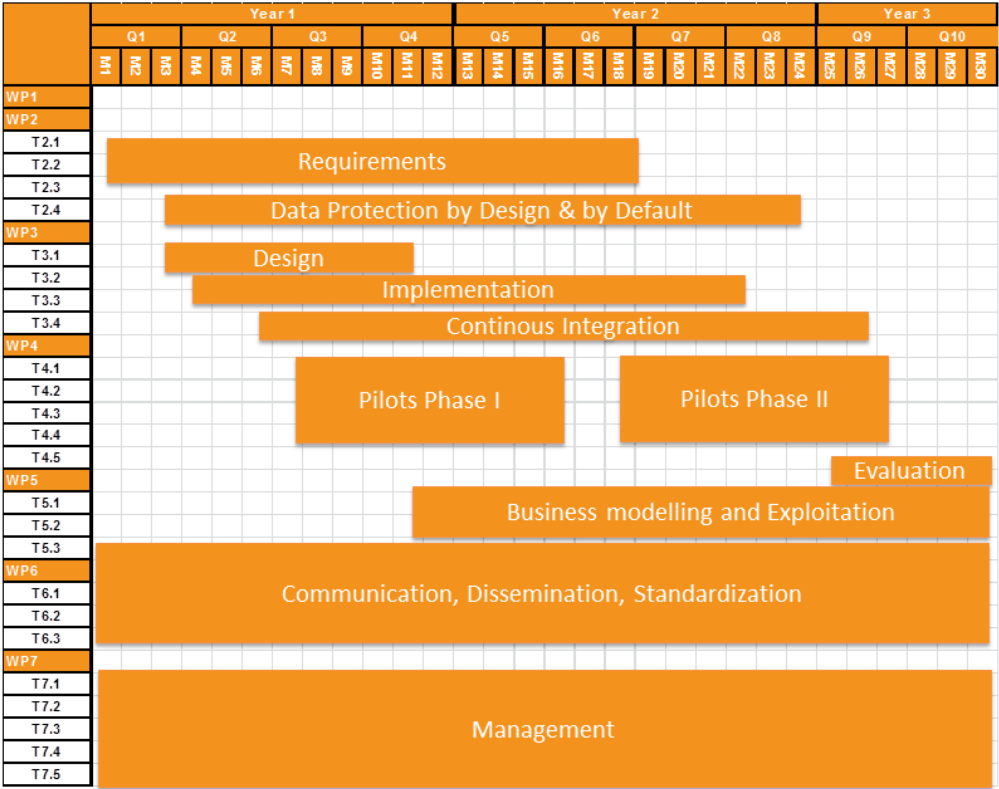 Year 1 Year 2 Year 3
Q1 Q2 Q3 Q4 Q5 Q6 Q7 Q8 Q9 Q10
M1 M2 M3 M4 M5 M6 M7 M8 M9 M10 M11 M12 M13 M14 M15 M16 M17 M18 M19 M20 M21 M22 M23 M24 M25 M26 M27 M28 M29 M30
WP1
WP2
T2.1
T2.2 Requirements
T2.3
T2.4 Data Protection by Design & by Default
WP3
T3.1 Design
T3.2
T3.3 Implementation
T3.4 Continous Integration
WP4
T4.1
T4.2 Pilots Phase I Pilots Phase II
T4.3
T4.4
T4.5 Evaluation
WP5
T5.1 Business modelling and Exploitation
T5.2
T5.3
WP6
T6.1 Communication, Dissemination, Standardization
T6.2
T6.3
WP7
T7.1
T7.2
T7.3 Management
T7.4
T7.5